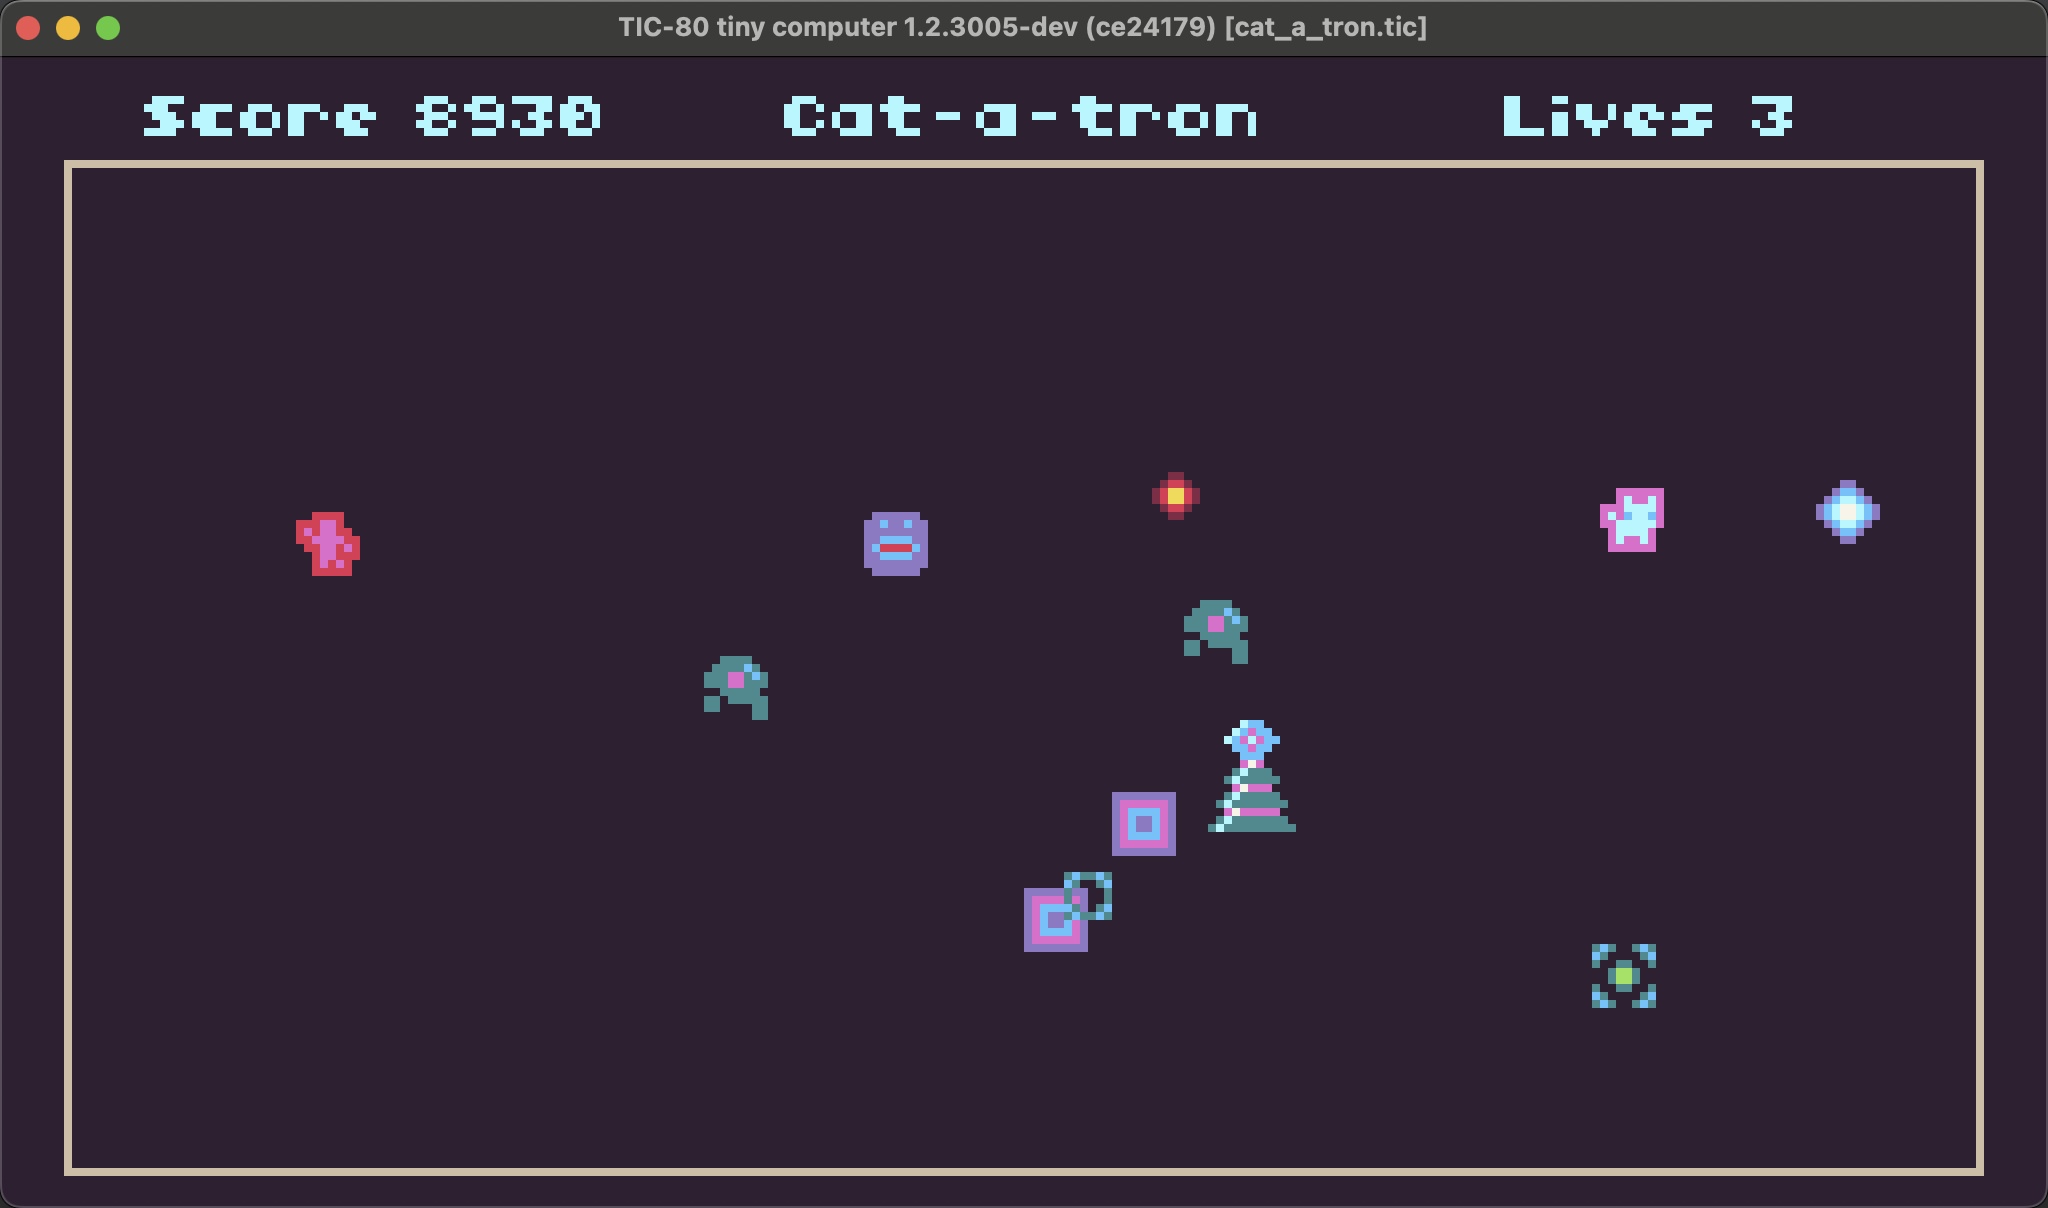 TIC-80 tiny computer 1.2.3005-dev (ce24179) [cat_a_tron.tic]
Score 8930 Cat-a-tron Lives 3